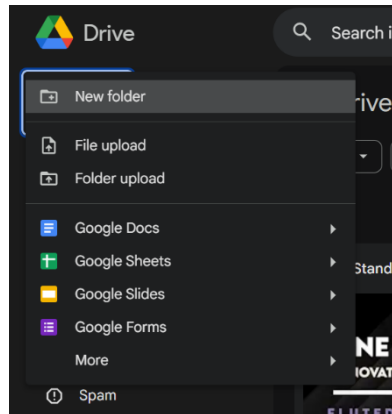 Drive
Search i
New folder
rive
File upload
Folder upload
Google Docs
Google Sheets
Stand
Google Slides
Google Forms
NE
More
IOVAT
Spam
FLUTER